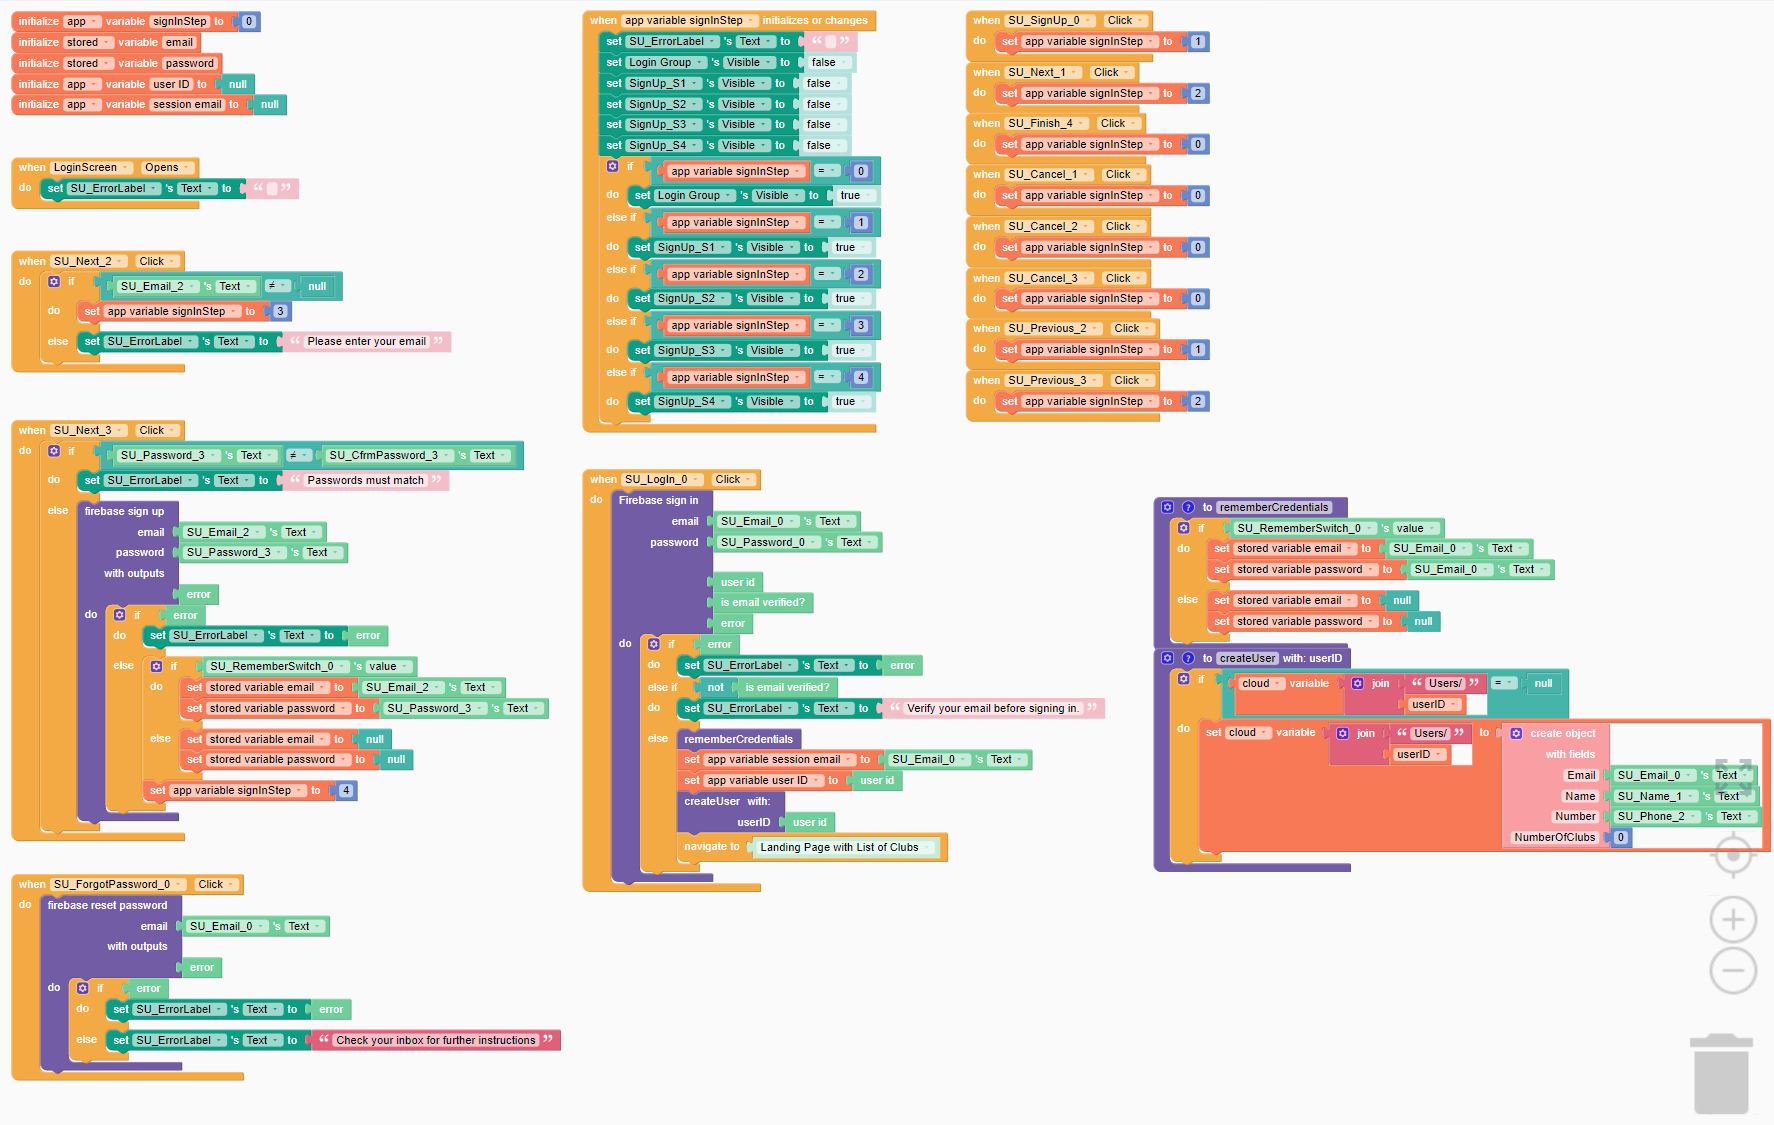 initialize app variable signInStep to 0
initialize stored variable email
initialize stored variable password
initialize app variable user ID to null
initialize app variable session email to null
when LoginScreen Opens
do set SU_ErrorLabel 's Text to “ ”
when SU_Next_2 Click
do if SU_Email_2 's Text ≠ null
do set app variable signInStep to 3
else set SU_ErrorLabel 's Text to “ Please enter your email ”
when SU_Next_3 Click
do if SU_Password_3 's Text ≠ SU_CfrmPassword_3 's Text
do set SU_ErrorLabel 's Text to “ Passwords must match ”
else firebase sign up
email SU_Email_2 's Text
password SU_Password_3 's Text
with outputs
error
do if error
do set SU_ErrorLabel 's Text to error
else if SU_RememberSwitch_0 's value
do set stored variable email to SU_Email_2 's Text
set stored variable password to SU_Password_3 's Text
else set stored variable email to null
set stored variable password to null
set app variable signInStep to 4
when SU_ForgotPassword_0 Click
do firebase reset password
email SU_Email_0 's Text
with outputs
error
do if error
do set SU_ErrorLabel 's Text to error
else set SU_ErrorLabel 's Text to “ Check your inbox for further instructions ”
when app variable signInStep initializes or changes
set SU_ErrorLabel 's Text to “ ”
set Login Group 's Visible to false
set SignUp_S1 's Visible to false
set SignUp_S2 's Visible to false
set SignUp_S3 's Visible to false
set SignUp_S4 's Visible to false
if app variable signInStep = 0
do set Login Group 's Visible to true
else if app variable signInStep = 1
do set SignUp_S1 's Visible to true
else if app variable signInStep = 2
do set SignUp_S2 's Visible to true
else if app variable signInStep = 3
do set SignUp_S3 's Visible to true
else if app variable signInStep = 4
do set SignUp_S4 's Visible to true
when SU_LogIn_0 Click
do Firebase sign in
email SU_Email_0 's Text
password SU_Password_0 's Text
user id
is email verified?
error
do if error
do set SU_ErrorLabel 's Text to error
else if not is email verified?
do set SU_ErrorLabel 's Text to “ Verify your email before signing in. ”
else rememberCredentials
set app variable session email to SU_Email_0 's Text
set app variable user ID to user id
createUser with:
userID user id
navigate to Landing Page with List of Clubs
when SU_SignUp_0 Click
do set app variable signInStep to 1
when SU_Next_1 Click
do set app variable signInStep to 2
when SU_Finish_4 Click
do set app variable signInStep to 0
when SU_Cancel_1 Click
do set app variable signInStep to 0
when SU_Cancel_2 Click
do set app variable signInStep to 0
when SU_Cancel_3 Click
do set app variable signInStep to 0
when SU_Previous_2 Click
do set app variable signInStep to 1
when SU_Previous_3 Click
do set app variable signInStep to 2
? to rememberCredentials
if SU_RememberSwitch_0 's value
do set stored variable email to SU_Email_0 's Text
set stored variable password to SU_Email_0 's Text
else set stored variable email to null
set stored variable password to null
? to createUser with: userID
if cloud variable join “ Users/ ” = null
userID
do set cloud variable join “ Users/ ” to create object
userID with fields
Email SU_Email_0 's Text
Name SU_Name_1 's Text
Number SU_Phone_2 's Text
NumberOfClubs 0